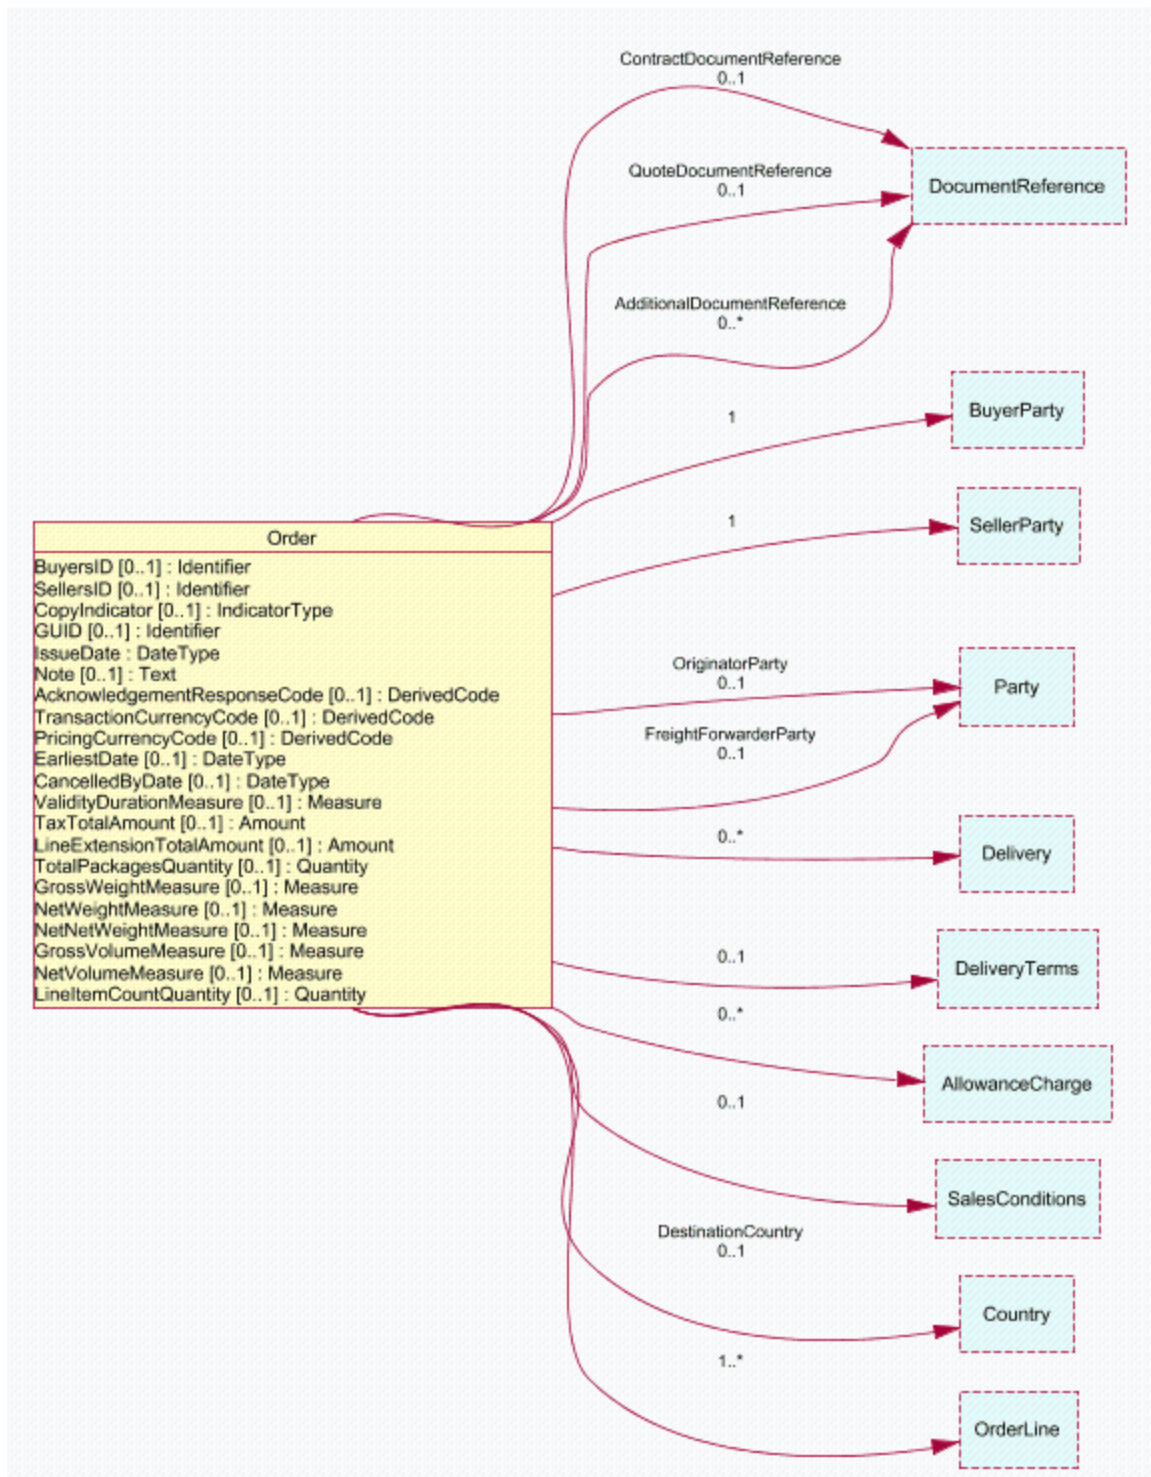 ContractDocumentReference
0..1
QuoteDocumentReference
0..1
DocumentReference
AdditionalDocumentReference
0..*
1
BuyerParty
1
SellerParty
Order
BuyersID [0..1] : Identifier
SellersID [0..1] : Identifier
CopyIndicator [0..1] : IndicatorType
GUID [0..1] : Identifier
IssueDate : DateType
Note [0..1] : Text
AcknowledgementResponseCode [0..1] : DerivedCode
TransactionCurrencyCode [0..1] : DerivedCode
PricingCurrencyCode [0..1] : DerivedCode
EarliestDate [0..1] : DateType
CancelledByDate [0..1] : DateType
ValidityDurationMeasure [0..1] : Measure
TaxTotalAmount [0..1] : Amount
LineExtensionTotalAmount [0..1] : Amount
TotalPackagesQuantity [0..1] : Quantity
GrossWeightMeasure [0..1] : Measure
NetWeightMeasure [0..1] : Measure
NetNetWeightMeasure [0..1] : Measure
GrossVolumeMeasure [0..1] : Measure
NetVolumeMeasure [0..1] : Measure
LineItemCountQuantity [0..1] : Quantity
OriginatorParty
0..1
Party
FreightForwarderParty
0..1
0..*
Delivery
0..1
DeliveryTerms
0..*
AllowanceCharge
0..1
SalesConditions
DestinationCountry
0..1
Country
1..*
OrderLine